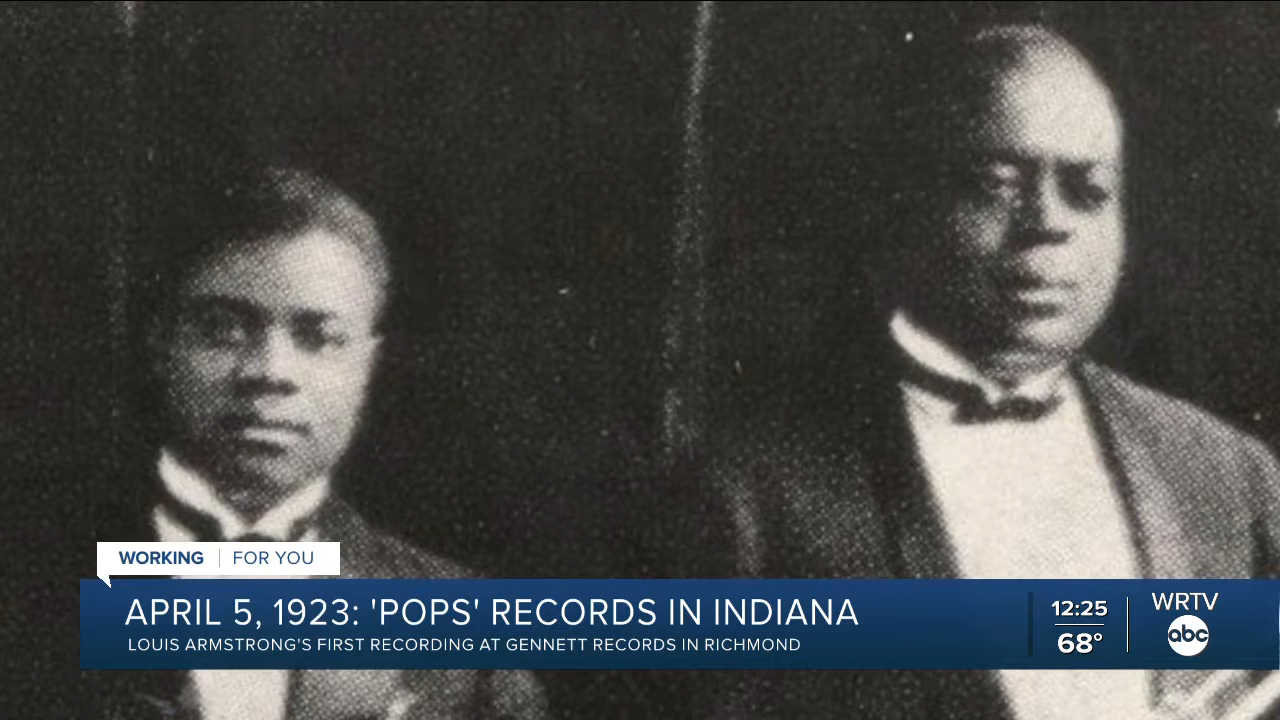 WORKING FOR YOU
APRIL 5, 1923: 'POPS' RECORDS IN INDIANA
LOUIS ARMSTRONG'S FIRST RECORDING AT GENNETT RECORDS IN RICHMOND
12:25
68°
WRTV
abc